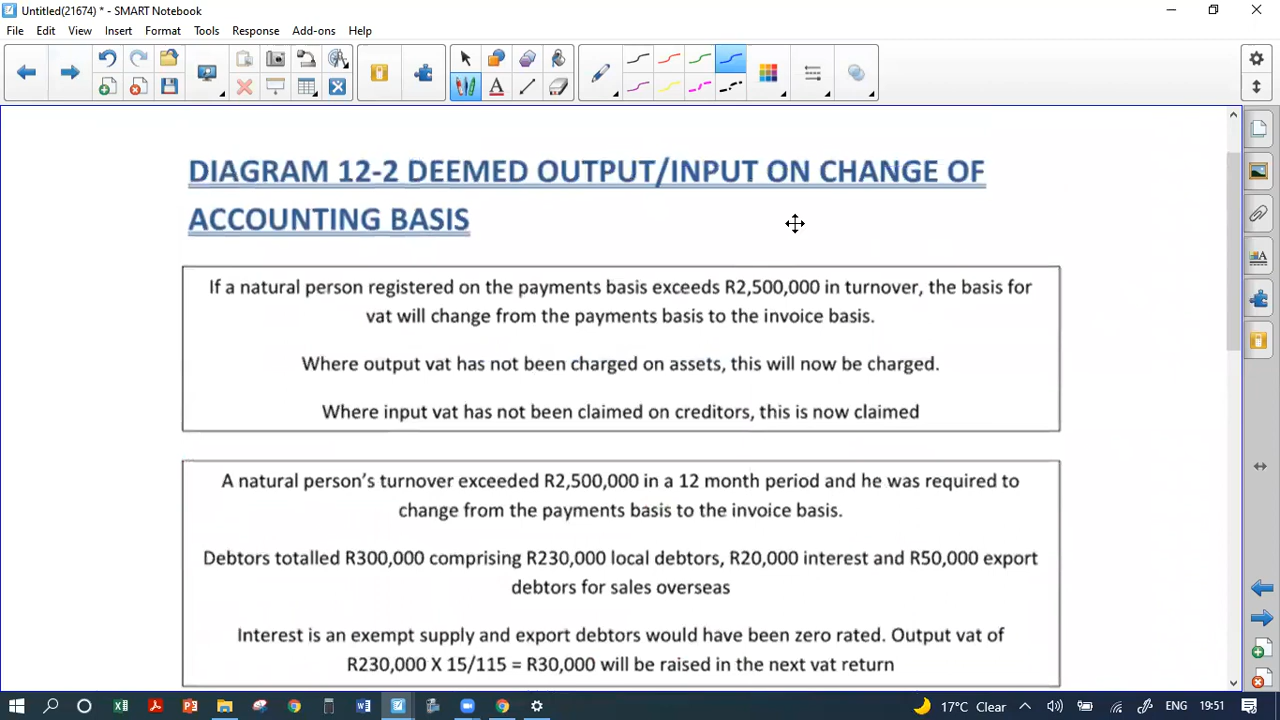 Untitled(21674) * - SMART Notebook
File Edit View Insert Format Tools Response Add-ons Help
DIAGRAM 12-2 DEEMED OUTPUT/INPUT ON CHANGE OF
ACCOUNTING BASIS
If a natural person registered on the payments basis exceeds R2,500,000 in turnover, the basis for
vat will change from the payments basis to the invoice basis.
Where output vat has not been charged on assets, this will now be charged.
Where input vat has not been claimed on creditors, this is now claimed
A natural person's turnover exceeded R2,500,000 in a 12 month period and he was required to
change from the payments basis to the invoice basis.
Debtors totalled R300,000 comprising R230,000 local debtors, R20,000 interest and R50,000 export
debtors for sales overseas
Interest is an exempt supply and export debtors would have been zero rated. Output vat of
R230,000 X 15/115 = R30,000 will be raised in the next vat return
17°C Clear ENG 19:51